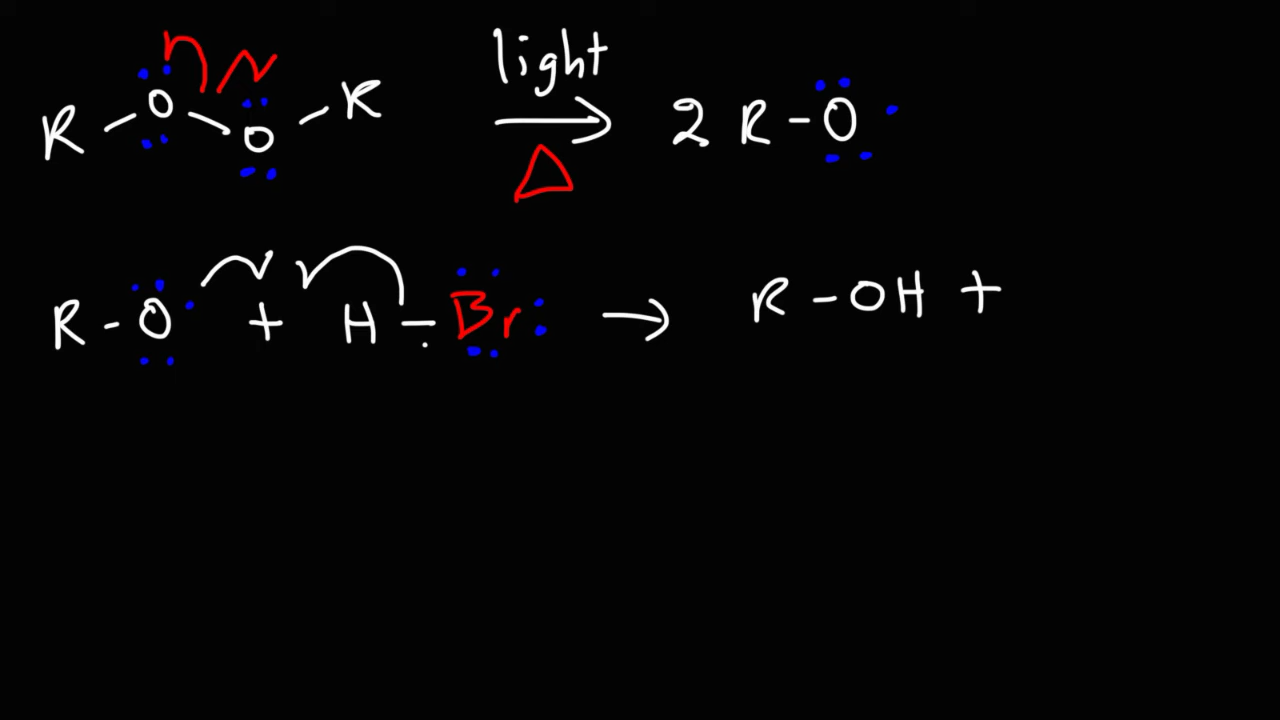 light
R - O - O - R → 2 R - O
Δ
R - O + H - Br → R - OH +